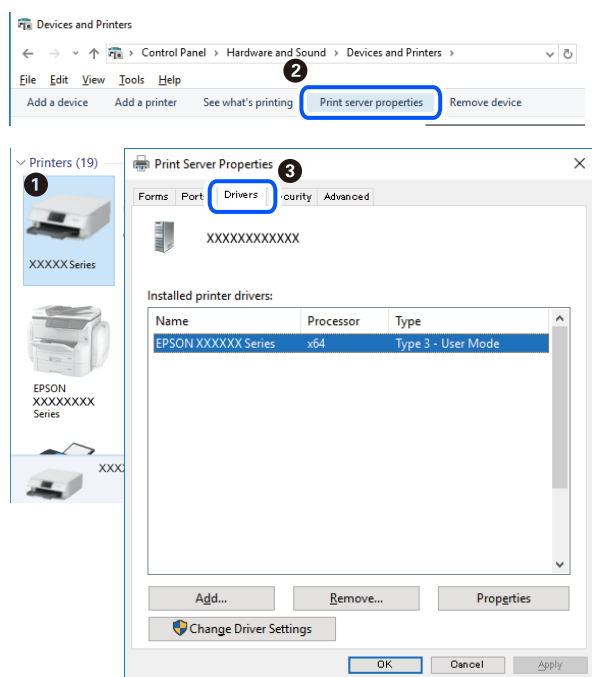 Devices and Printers
Control Panel > Hardware and Sound > Devices and Printers >
2
File Edit View Tools Help
Add a device Add a printer See what's printing Print server properties Remove device
Printers (19)
1
XXXXX Series
EPSON
XXXXXXXX
Series
XXX
Print Server Properties
3
Forms Port Drivers curity Advanced
XXXXXXXXXXXX
Installed printer drivers:
Name Processor Type
EPSON XXXXXX Series x64 Type 3 - User Mode
Add... Remove... Properties
Change Driver Settings
OK Cancel Apply